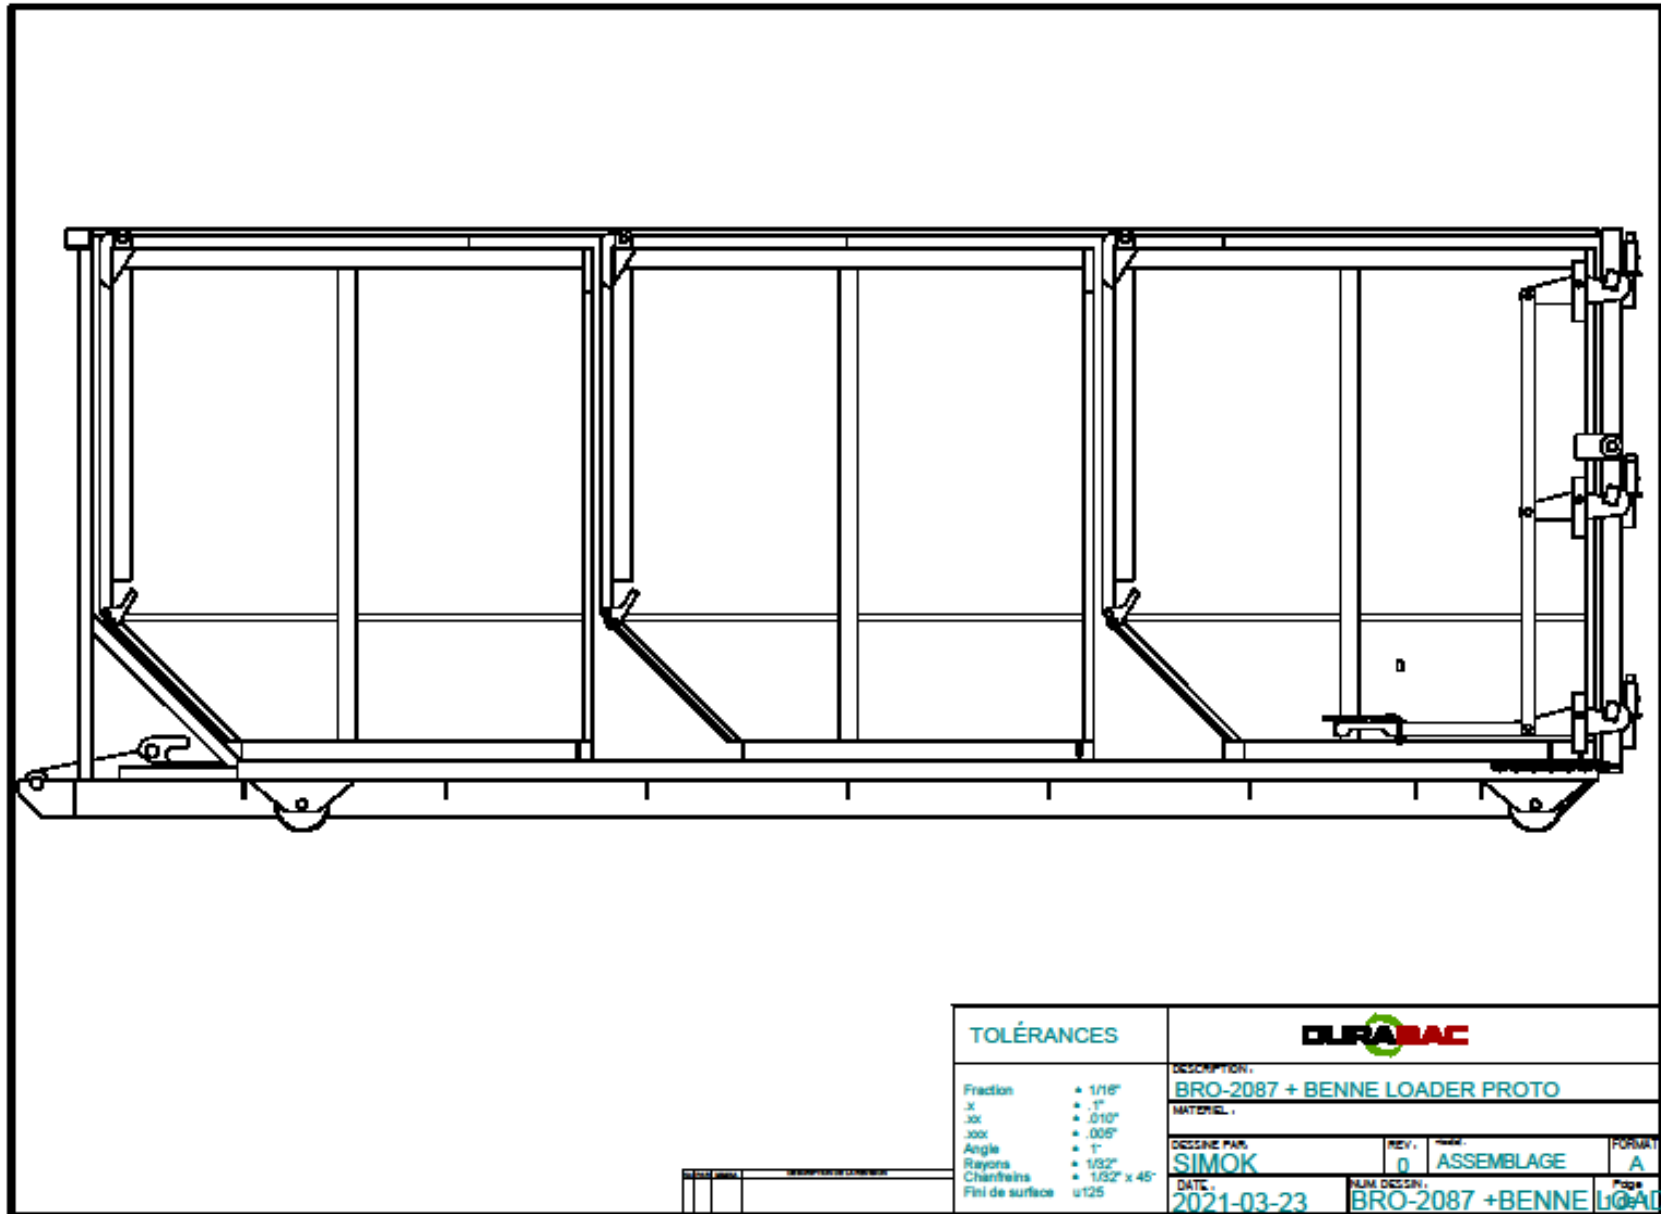 TOLÉRANCES
DURABAC
Fraction ± 1/16"
.x ± .1"
.xx ± .010"
.xxx ± .005"
Angle ± 1°
Rayons ± 1/32"
Chanfreins ± 1/32" x 45°
Fini de surface u125
DESCRIPTION:
BRO-2087 + BENNE LOADER PROTO
MATERIEL:
DESSINE PAR:
SIMOK
REV:
0
ASSEMBLAGE
FORMAT
A
DATE:
2021-03-23
NUM. DESSIN:
BRO-2087 +BENNE LOAD
Page